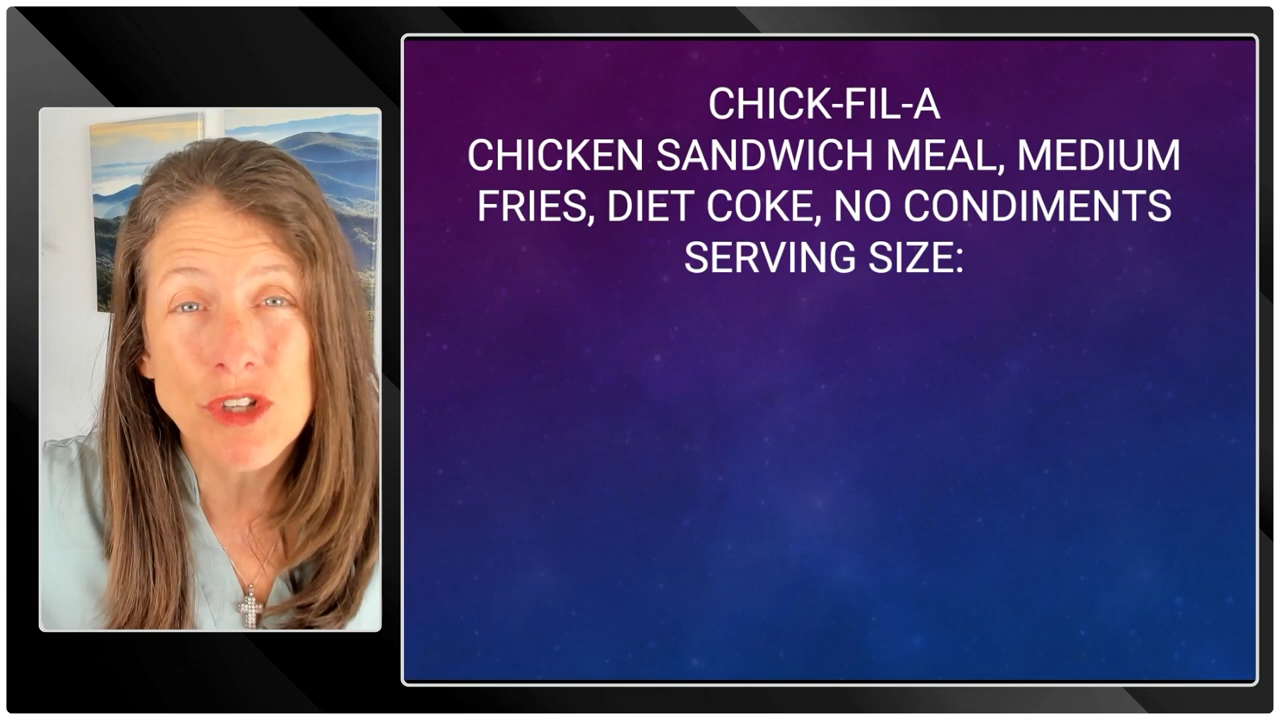 CHICK-FIL-A
CHICKEN SANDWICH MEAL, MEDIUM
FRIES, DIET COKE, NO CONDIMENTS
SERVING SIZE: